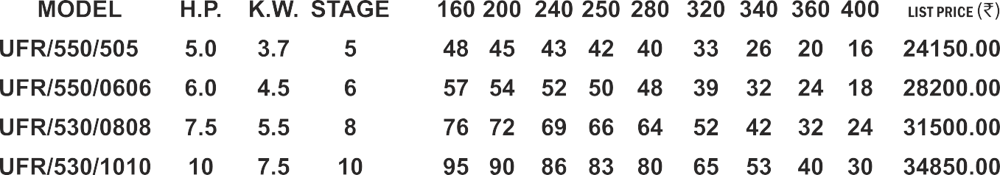 MODEL H.P. K.W. STAGE 160 200 240 250 280 320 340 360 400 LIST PRICE (₹)
UFR/550/505 5.0 3.7 5 48 45 43 42 40 33 26 20 16 24150.00
UFR/550/0606 6.0 4.5 6 57 54 52 50 48 39 32 24 18 28200.00
UFR/530/0808 7.5 5.5 8 76 72 69 66 64 52 42 32 24 31500.00
UFR/530/1010 10 7.5 10 95 90 86 83 80 65 53 40 30 34850.00